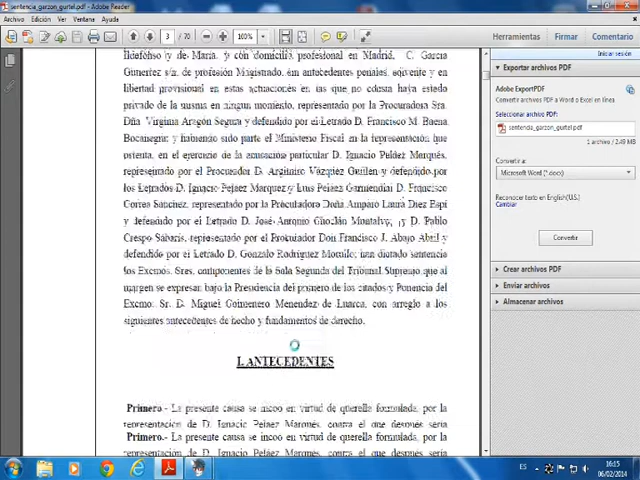 sentencia_garzon_gurtel.pdf - Adobe Reader
Archivo Edición Ver Ventana Ayuda
3 / 70 100%
Herramientas Firmar Comentario
Iniciar sesión
Exportar archivos PDF
Adobe ExportPDF
Convertir archivos PDF a Word o Excel en línea
Seleccionar archivo PDF:
sentencia_garzon_gurtel.pdf
1 archivo / 2,49 MB
Convertir a:
Microsoft Word (*.docx)
Reconocer texto en English(U.S.)
Cambiar
Convertir
Crear archivo PDF
Enviar archivos
Almacenar archivos
Ildefonso y de María, y con domicilio profesional en Madrid, C. García
Gutierrez s/n, de profesión Magistrado, sin antecedentes penales, solvente y en
libertad provisional en estas actuaciones en las que no consta haya estado
privado de la misma en ningún momento, representado por la Procuradora Sra.
Dña Virginia Aragón Segura y defendido por el Letrado D. Francisco M. Baena
Bocanegra; y habiendo sido parte el Ministerio Fiscal en la representación que
ostenta, en el ejercicio de la acusación particular D. Ignacio Peláez Marqués,
representado por el Procurador D. Argimiro Vázquez Guillén y defendido por
los Letrados D. Ignacio Peláez Marquez y Luis Peláez Garmendia; D. Francisco
Correa Sánchez, representado por la Procuradora Doña Amparo Laura Díez Espí
y defendido por el Letrado D. José Antonio Choclán Montalvo, y D. Pablo
Crespo Sabarís, representado por el Procurador Don Francisco J. Abajo Abril y
defendido por el Letrado D. Gonzalo Rodríguez Mourullo; han dictado sentencia
los Excmos. Sres. componentes de la Sala Segunda del Tribunal Supremo que al
margen se expresan bajo la Presidencia del primero de los citados y Ponencia del
Excmo. Sr. D. Miguel Colmenero Menendez de Luarca, con arreglo a los
siguientes antecedentes de hecho y fundamentos de derecho.
I. ANTECEDENTES
Primero.- La presente causa se incoó en virtud de querella formulada, por la
representación de D. Ignacio Peláez Marqués, contra el que después sería
Primero.- La presente causa se incoó en virtud de querella formulada, por la
representación de D. Ignacio Peláez Marqués, contra el que después sería
ES
16:15
06/02/2014